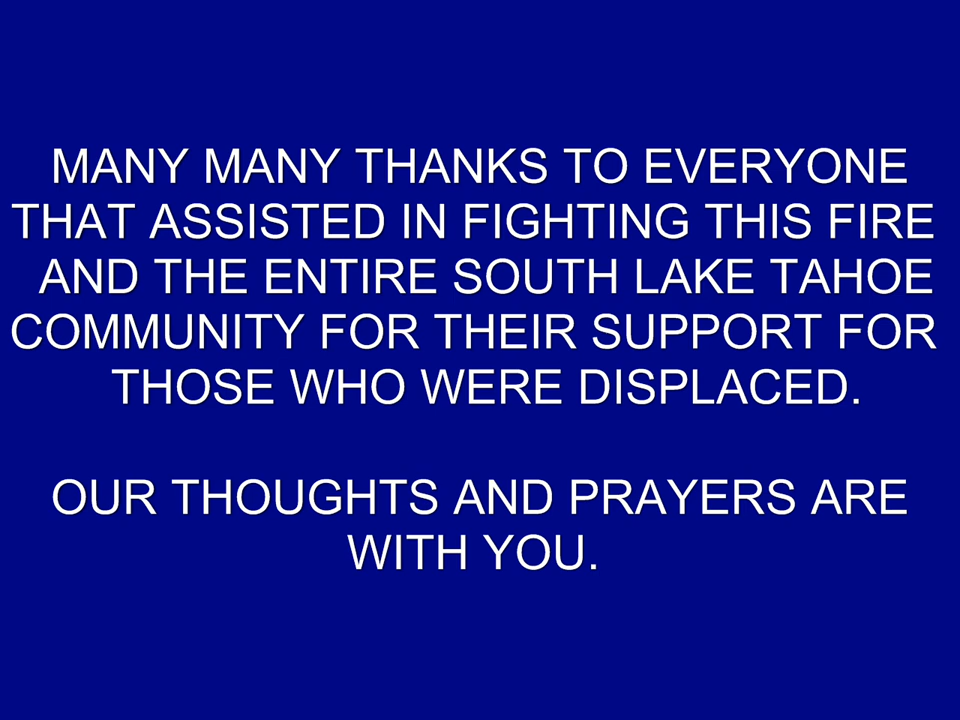 MANY MANY THANKS TO EVERYONE
THAT ASSISTED IN FIGHTING THIS FIRE
AND THE ENTIRE SOUTH LAKE TAHOE
COMMUNITY FOR THEIR SUPPORT FOR
THOSE WHO WERE DISPLACED.
OUR THOUGHTS AND PRAYERS ARE
WITH YOU.